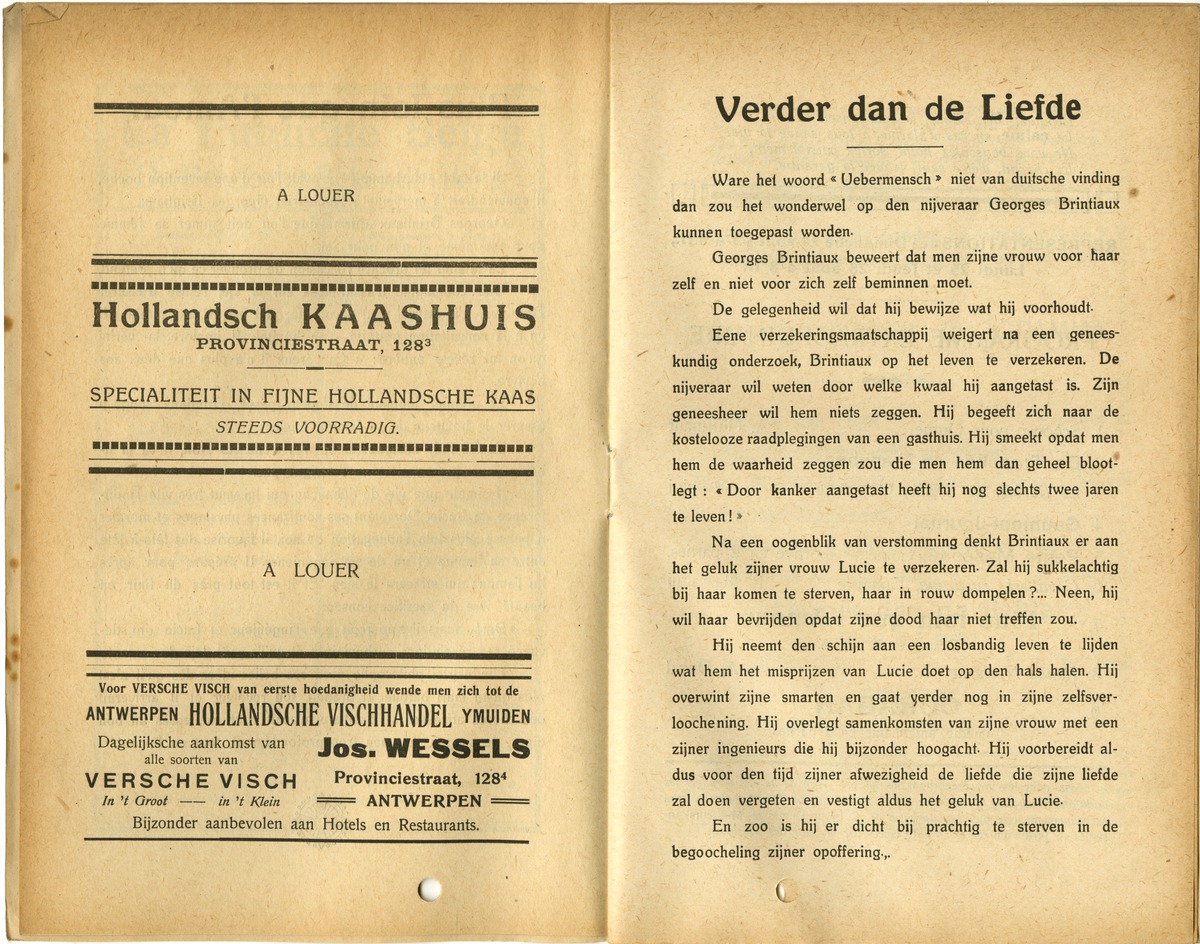 A LOUER
Hollandsch KAASHUIS
PROVINCIESTRAAT, 128³
SPECIALITEIT IN FIJNE HOLLANDSCHE KAAS
STEEDS VOORRADIG.
A LOUER
Voor VERSCHE VISCH van eerste hoedanigheid wende men zich tot de
ANTWERPEN HOLLANDSCHE VISCHHANDEL YMUIDEN
Dagelijksche aankomst van
alle soorten van
VERSCHE VISCH
In 't Groot —— in 't Klein
Jos. WESSELS
Provinciestraat, 128⁴
ANTWERPEN
Bijzonder aanbevolen aan Hotels en Restaurants.
Verder dan de Liefde
Ware het woord « Uebermensch » niet van duitsche vinding
dan zou het wonderwel op den nijveraar Georges Brintiaux
kunnen toegepast worden.
Georges Brintiaux beweert dat men zijne vrouw voor haar
zelf en niet voor zich zelf beminnen moet.
De gelegenheid wil dat hij bewijze wat hij voorhoudt.
Eene verzekeringsmaatschappij weigert na een genees-
kundig onderzoek, Brintiaux op het leven te verzekeren. De
nijveraar wil weten door welke kwaal hij aangetast is. Zijn
geneesheer wil hem niets zeggen. Hij begeeft zich naar de
kostelooze raadplegingen van een gasthuis. Hij smeekt opdat men
hem de waarheid zeggen zou die men hem dan geheel bloot-
legt : « Door kanker aangetast heeft hij nog slechts twee jaren
te leven ! »
Na een oogenblik van verstomming denkt Brintiaux er aan
het geluk zijner vrouw Lucie te verzekeren. Zal hij sukkelachtig
bij haar komen te sterven, haar in rouw dompelen ?... Neen, hij
wil haar bevrijden opdat zijne dood haar niet treffen zou.
Hij neemt den schijn aan een losbandig leven te lijden
wat hem het misprijzen van Lucie doet op den hals halen. Hij
overwint zijne smarten en gaat verder nog in zijne zelfsver-
loochening. Hij overlegt samenkomsten van zijne vrouw met een
zijner ingenieurs die hij bijzonder hoogacht. Hij voorbereidt al-
dus voor den tijd zijner afwezigheid de liefde die zijne liefde
zal doen vergeten en vestigt aldus het geluk van Lucie.
En zoo is hij er dicht bij prachtig te sterven in de
begoocheling zijner opoffering.,.